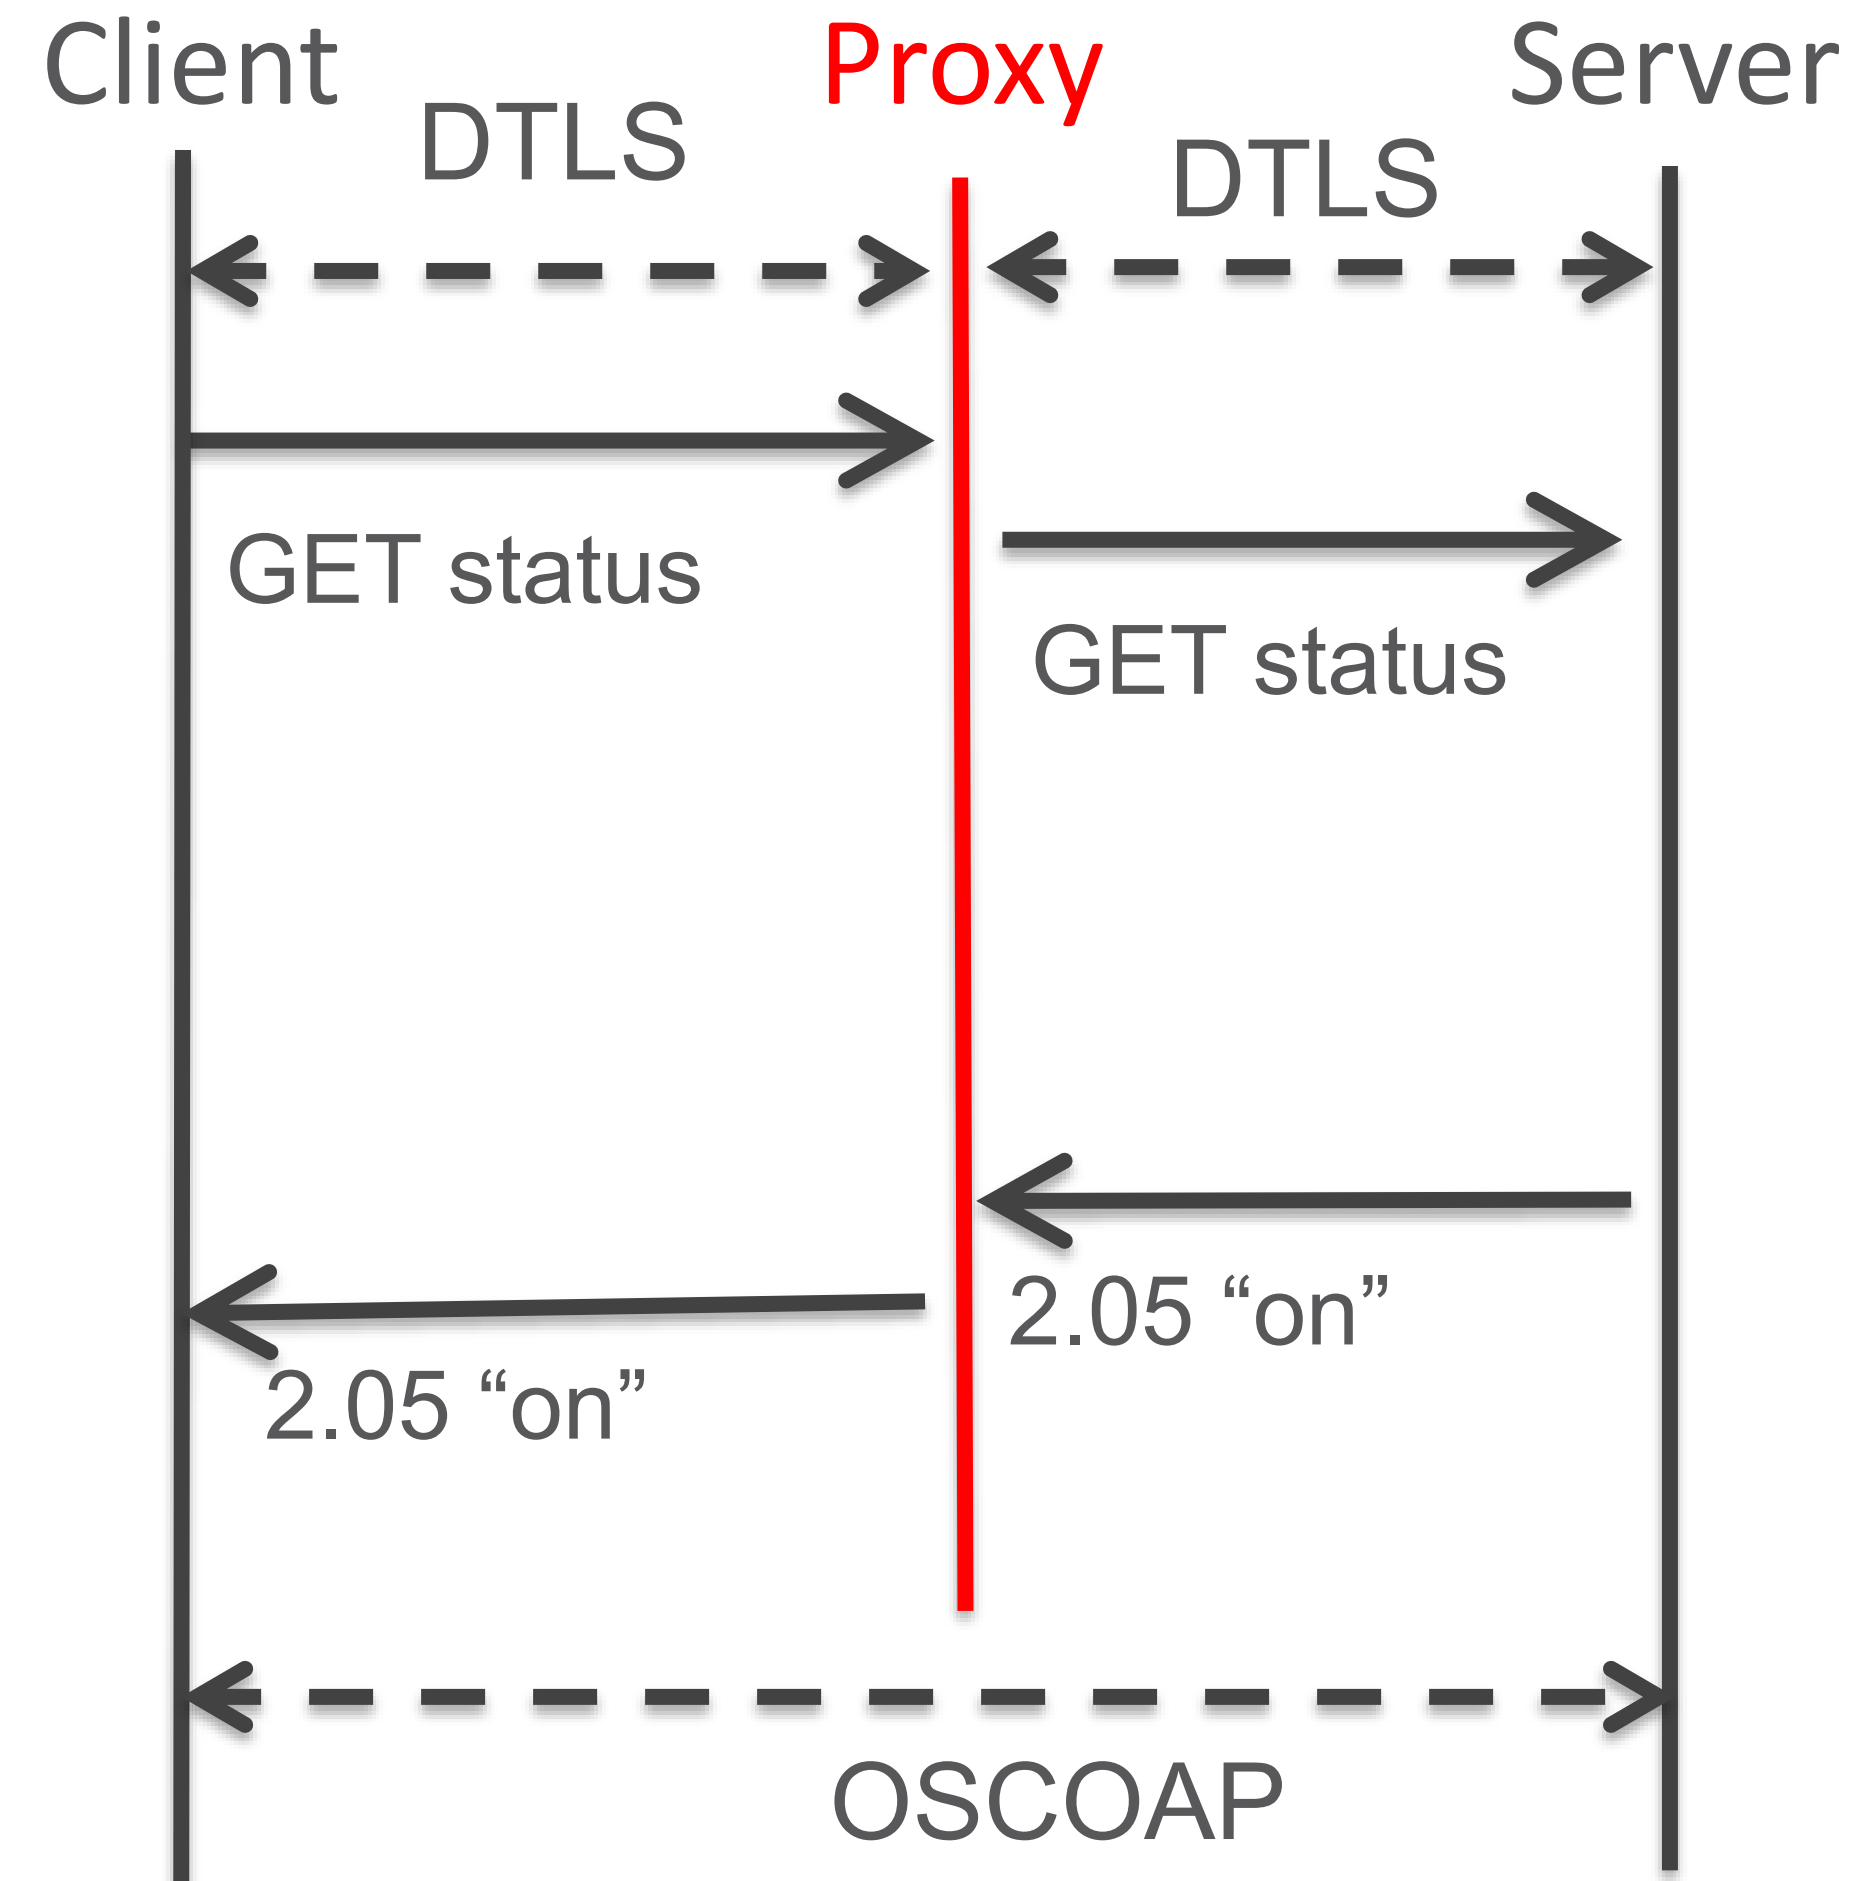 Client
Proxy
Server
DTLS
DTLS
GET status
GET status
2.05 “on”
2.05 “on”
OSCOAP